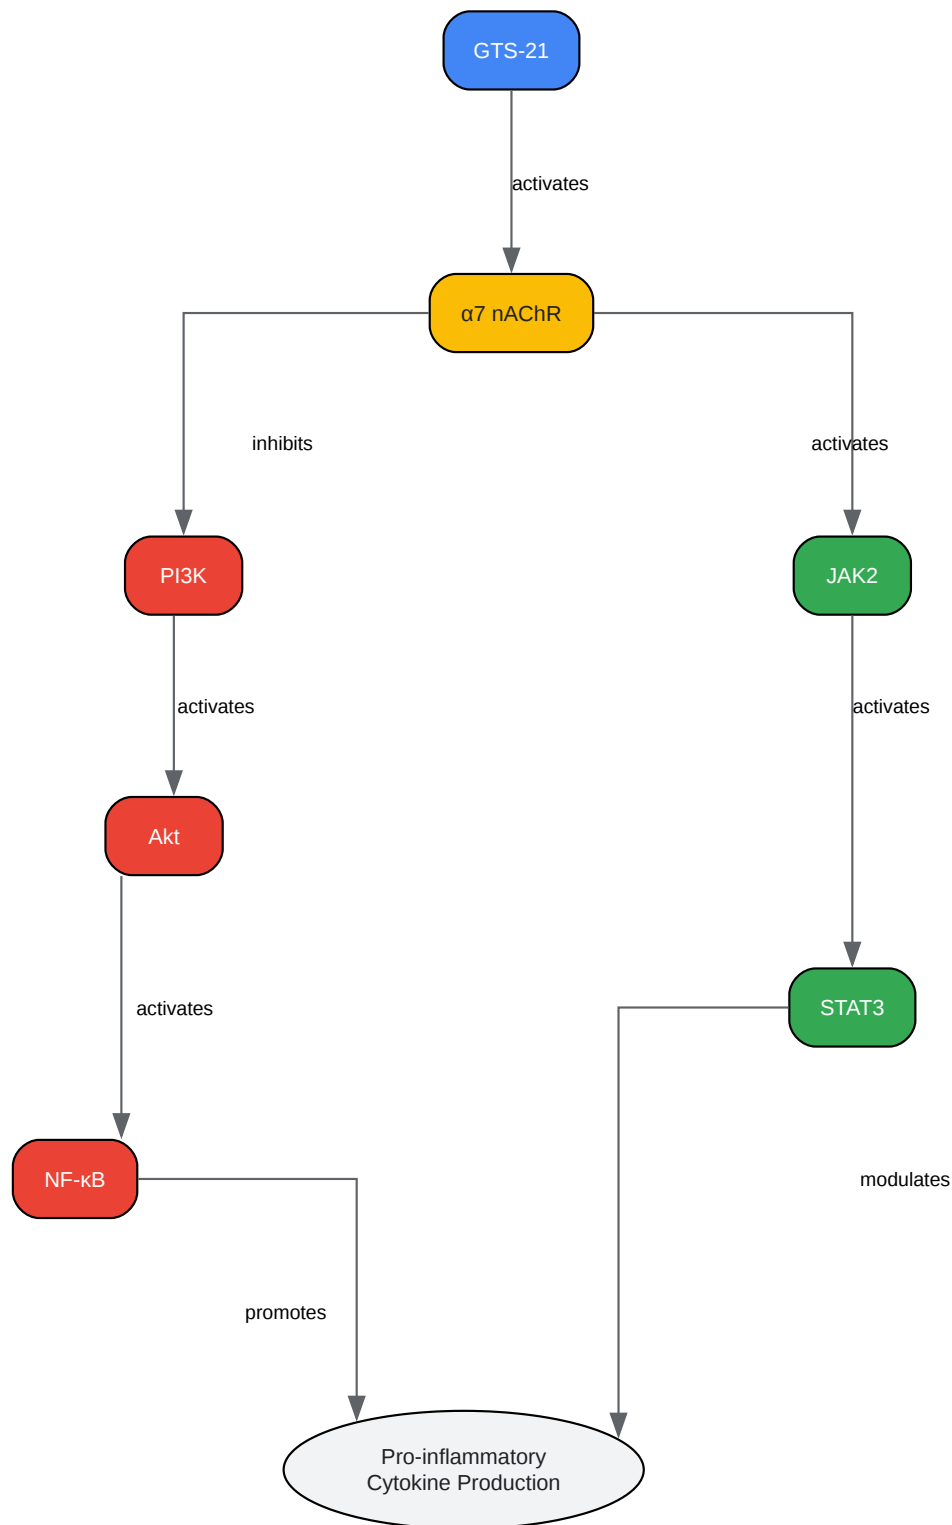 GTS-21
activates
α7 nAChR
inhibits
activates
PI3K
JAK2
activates
activates
Akt
activates
STAT3
NF-κB
modulates
promotes
Pro-inflammatory
Cytokine Production